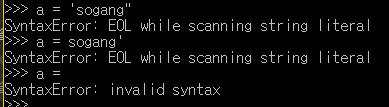 >>> a = 'sogang"
SyntaxError: EOL while scanning string literal
>>> a = sogang'
SyntaxError: EOL while scanning string literal
>>> a =
SyntaxError: invalid syntax
>>>